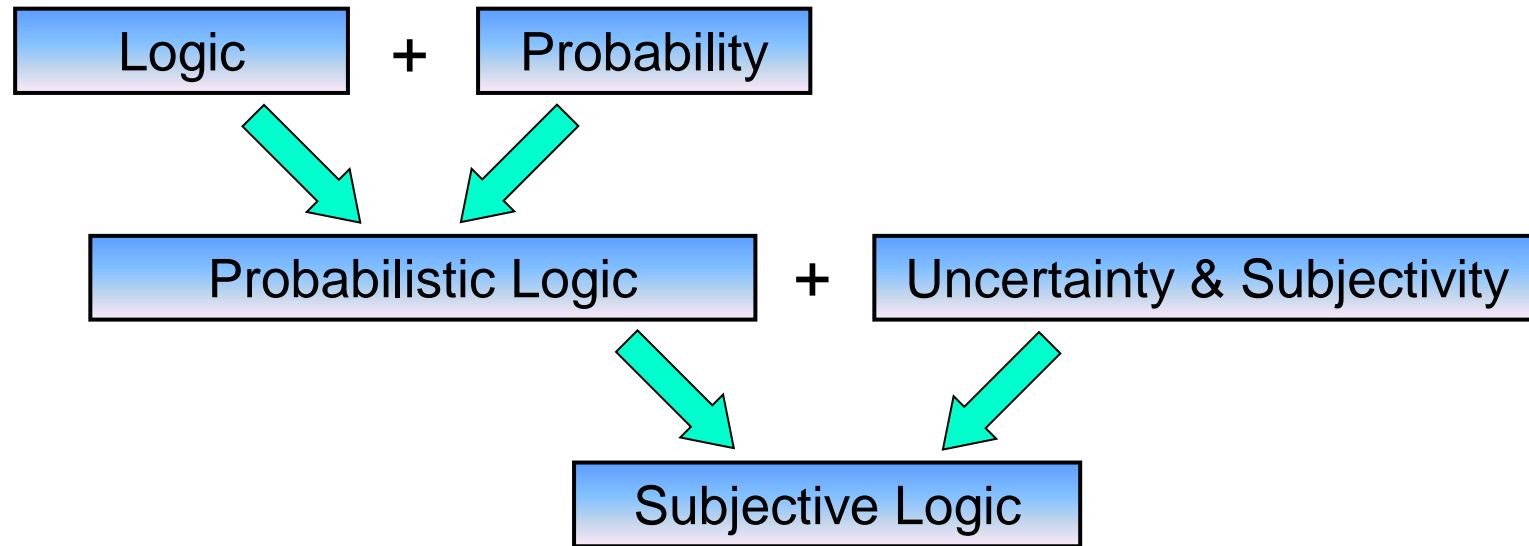 Logic + Probability
Probabilistic Logic + Uncertainty & Subjectivity
Subjective Logic